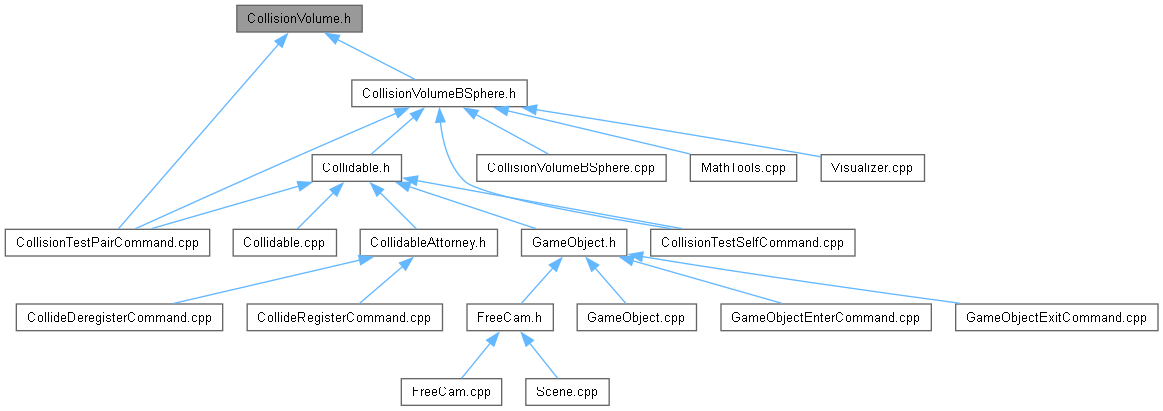 CollisionVolume.h
CollisionVolumeBSphere.h
Collidable.h
CollisionVolumeBSphere.cpp
MathTools.cpp
Visualizer.cpp
CollisionTestPairCommand.cpp
Collidable.cpp
CollidableAttorney.h
GameObject.h
CollisionTestSelfCommand.cpp
CollideDeregisterCommand.cpp
CollideRegisterCommand.cpp
FreeCam.h
GameObject.cpp
GameObjectEnterCommand.cpp
GameObjectExitCommand.cpp
FreeCam.cpp
Scene.cpp